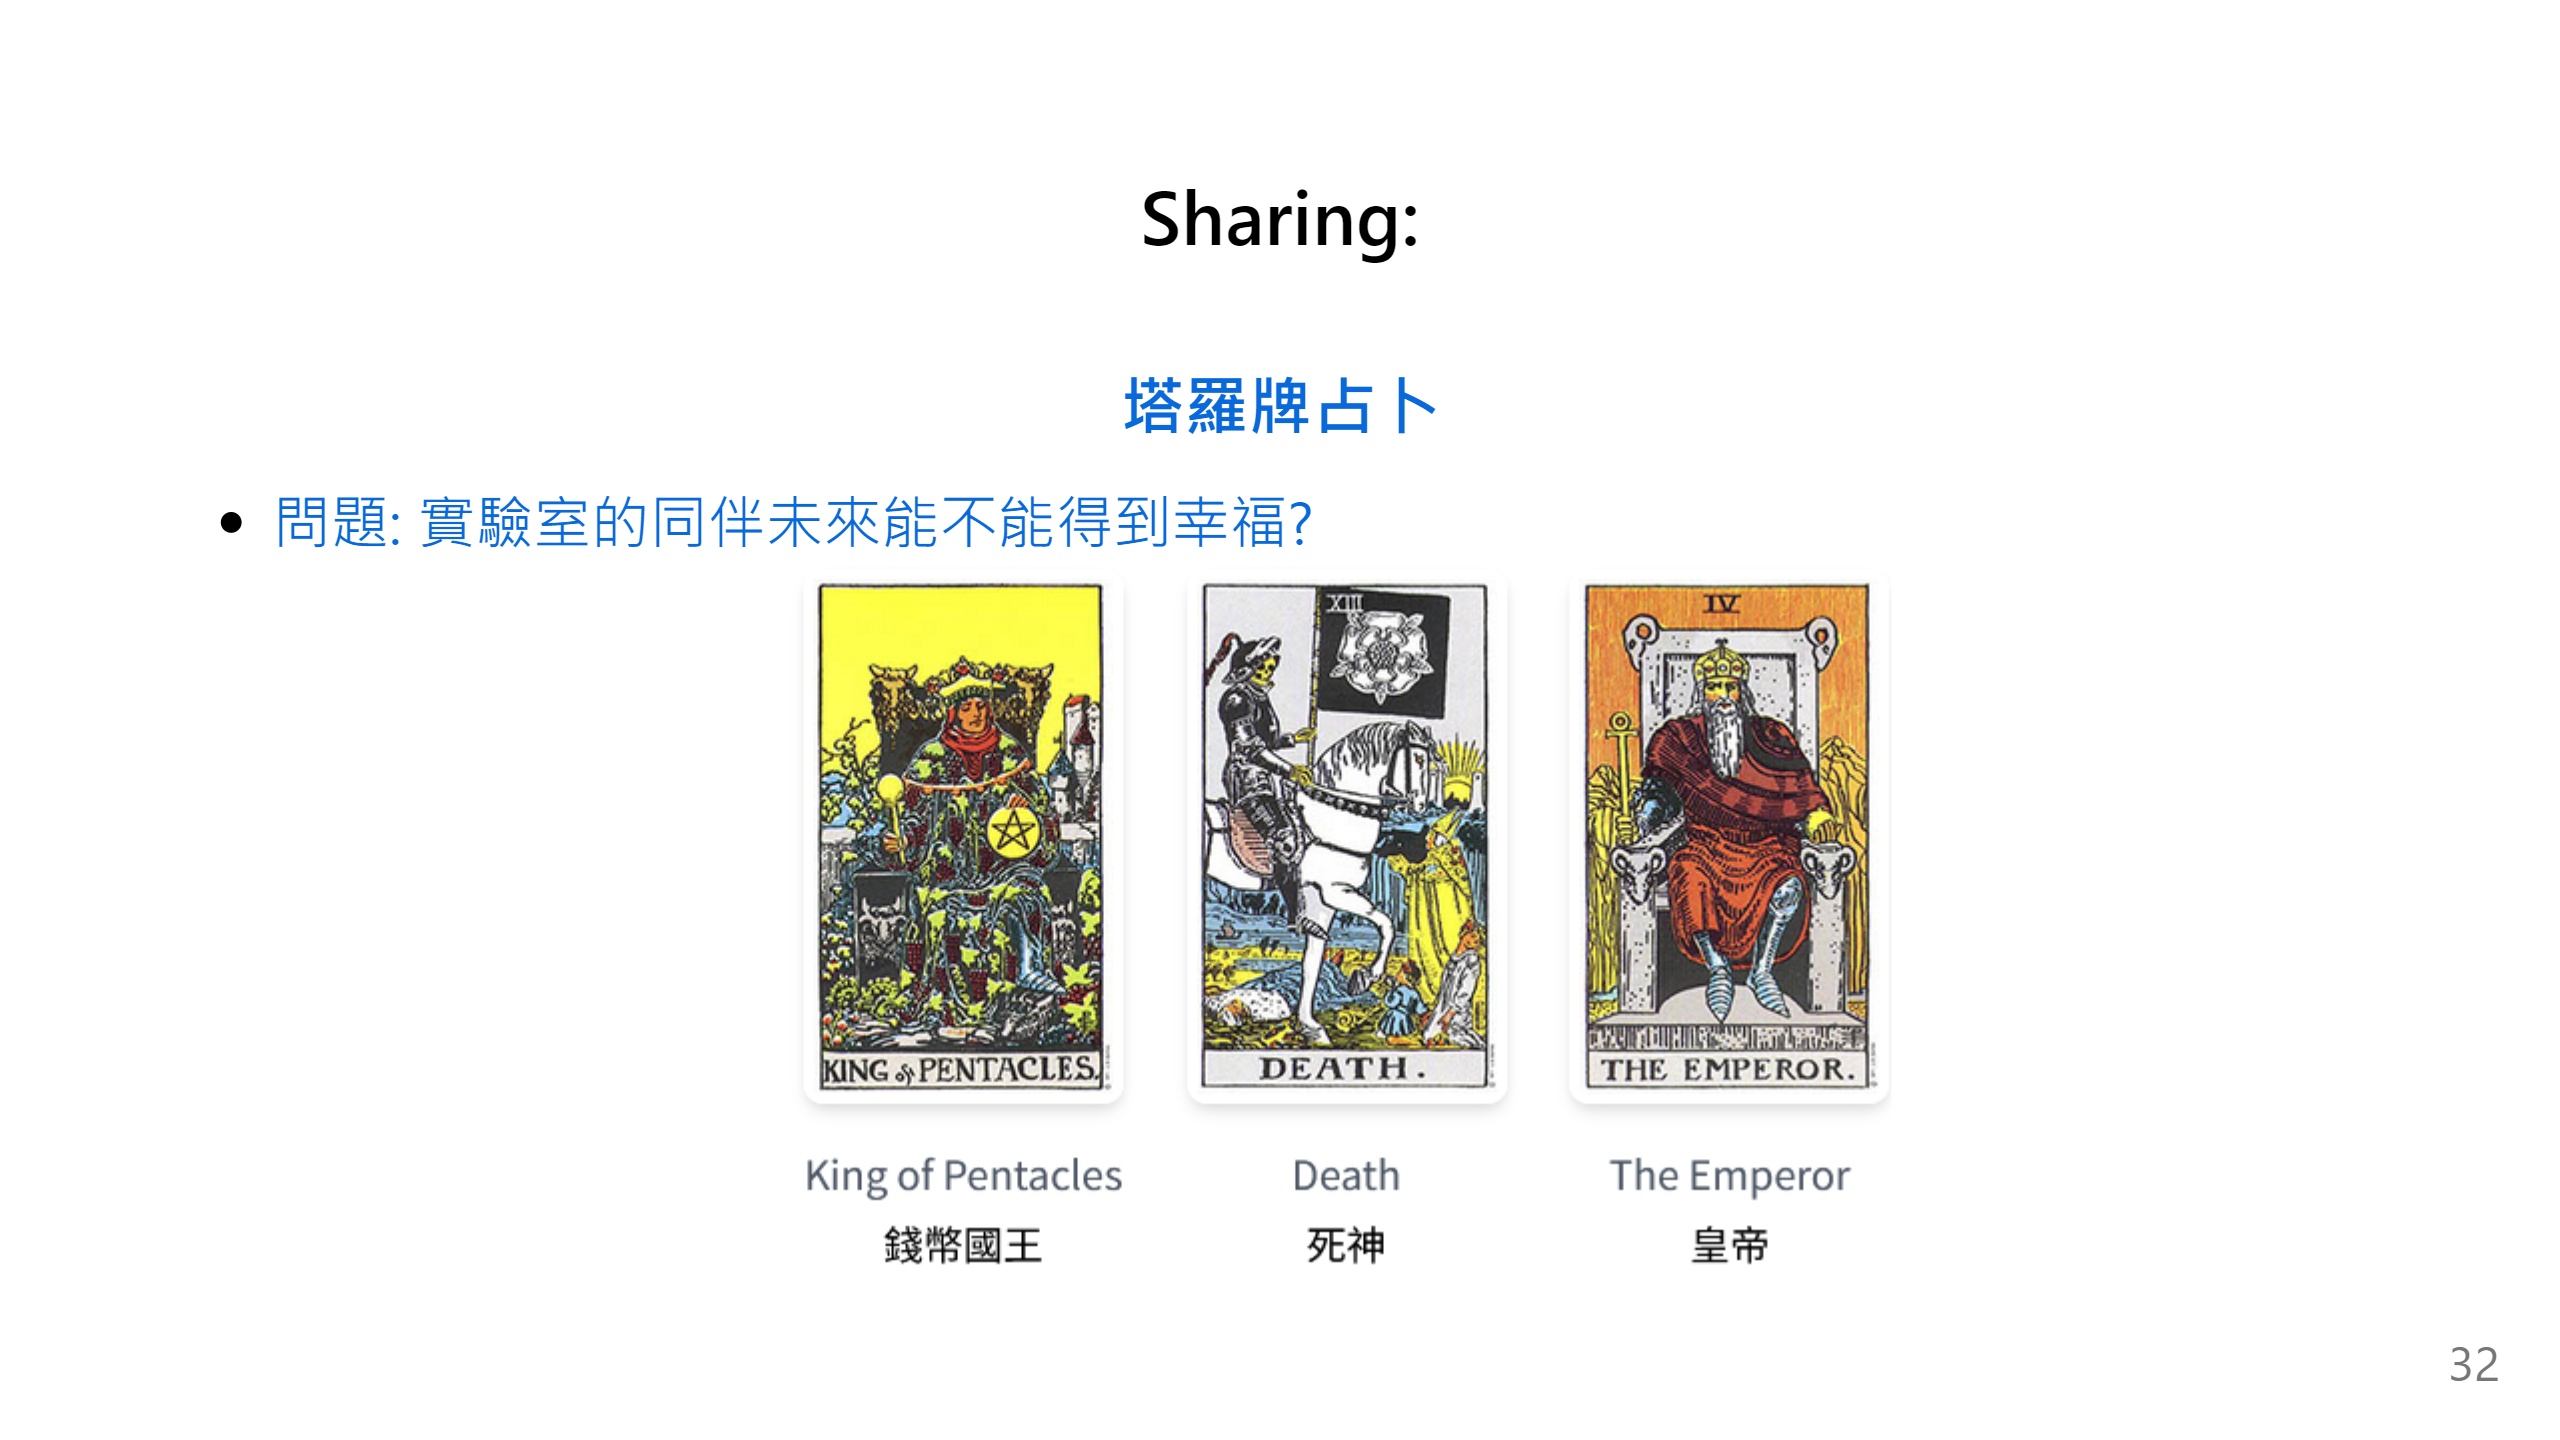 Sharing:
塔羅牌占卜
• 問題: 實驗室的同伴未來能不能得到幸福?
XIII
IV
KING of PENTACLES.
DEATH.
THE EMPEROR.
King of Pentacles
Death
The Emperor
錢幣國王
死神
皇帝
32